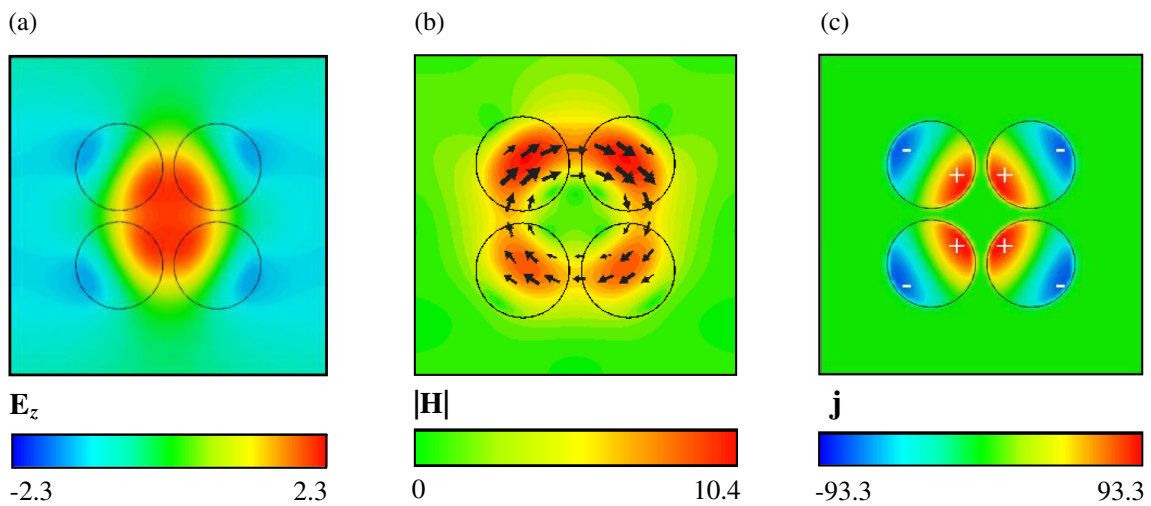 (a) (b) (c)
- + + -
+ +
- -
E_z |H| j
-2.3 2.3 0 10.4 -93.3 93.3